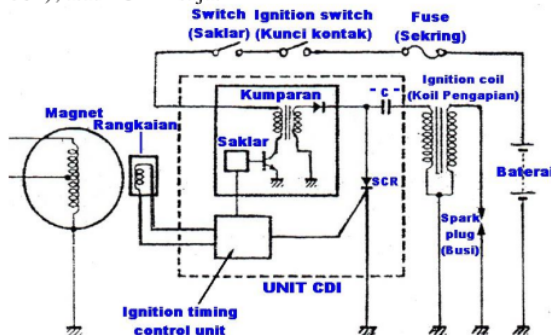 Switch Ignition switch Fuse
(Saklar) (Kunci kontak) (Sekring)
Ignition coil
(Koil Pengapian)
- C -
Kumparan
Magnet
Rangkaian
Saklar
Baterai
SCR
Spark
plug
(Busi)
UNIT CDI
Ignition timing
control unit